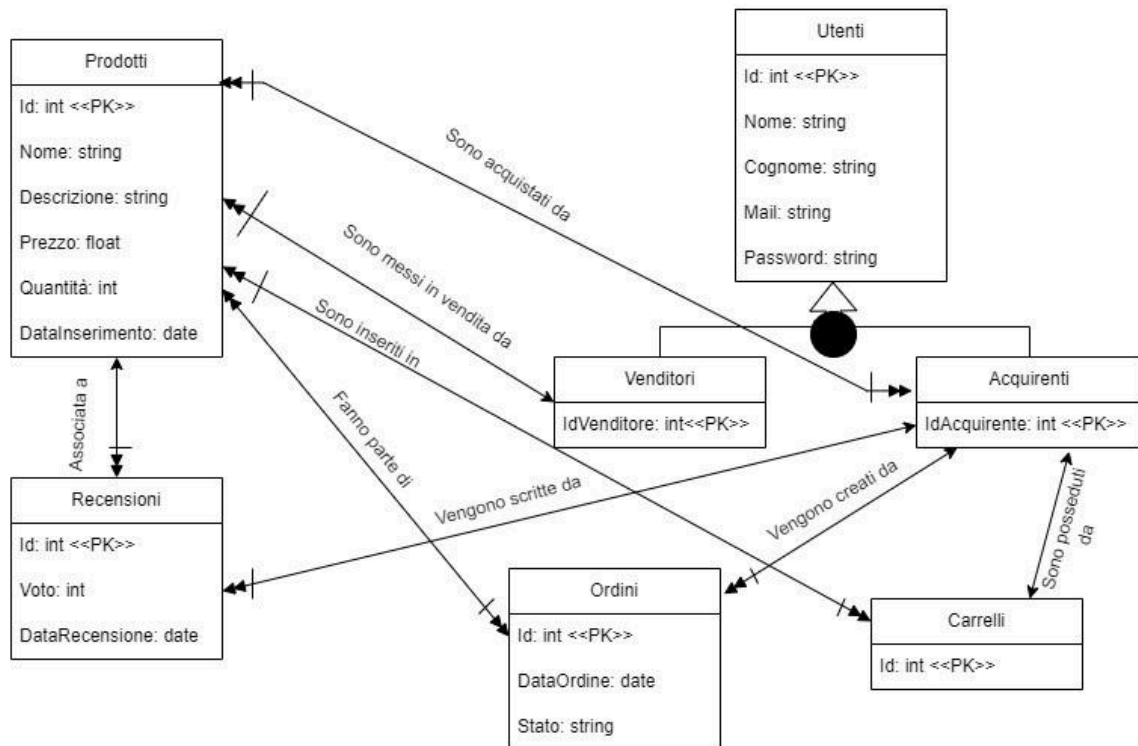 Prodotti
Id: int <<PK>>
Nome: string
Descrizione: string
Prezzo: float
Quantità: int
DataInserimento: date
Utenti
Id: int <<PK>>
Nome: string
Cognome: string
Mail: string
Password: string
Sono acquistati da
Sono messi in vendita da
Sono inseriti in
Fanno parte di
Associata a
Venditori
IdVenditore: int<<PK>>
Acquirenti
IdAcquirente: int <<PK>>
Vengono scritte da
Vengono creati da
Sono posseduti
da
Recensioni
Id: int <<PK>>
Voto: int
DataRecensione: date
Ordini
Id: int <<PK>>
DataOrdine: date
Stato: string
Carrelli
Id: int <<PK>>